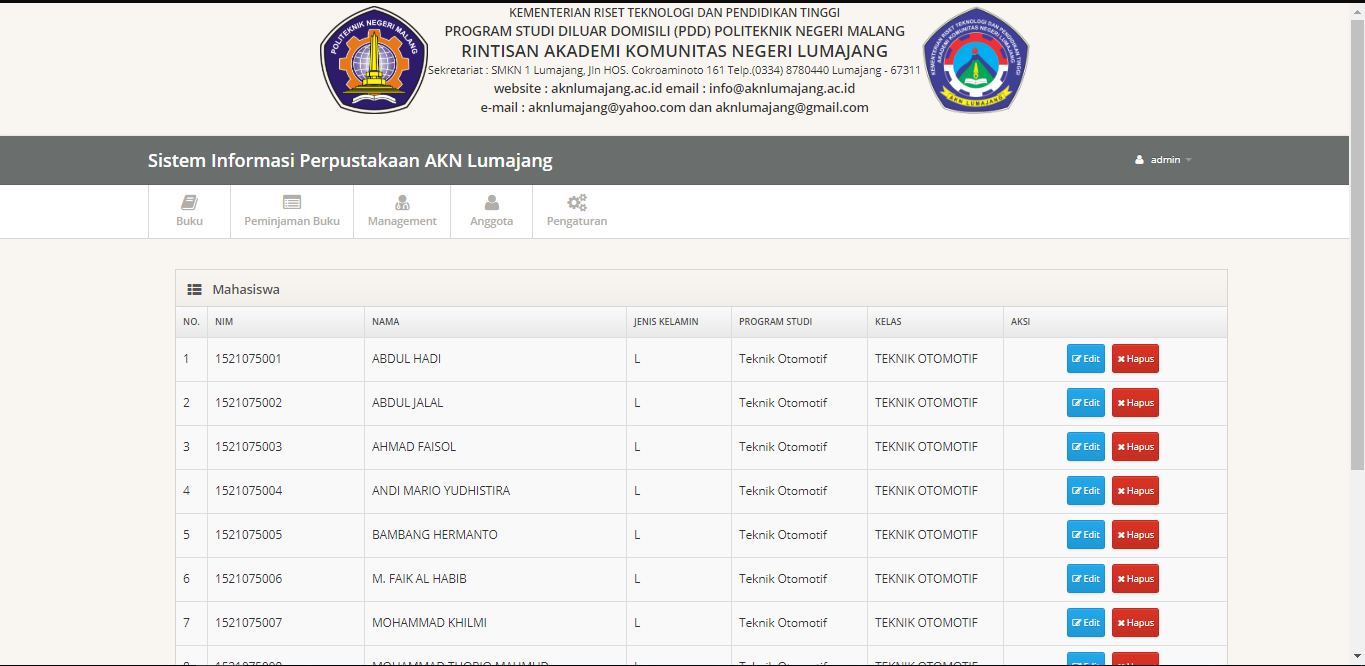 KEMENTERIAN RISET TEKNOLOGI DAN PENDIDIKAN TINGGI
PROGRAM STUDI DILUAR DOMISILI (PDD) POLITEKNIK NEGERI MALANG
RINTISAN AKADEMI KOMUNITAS NEGERI LUMAJANG
Sekretariat : SMKN 1 Lumajang, Jln HOS. Cokroaminoto 161 Telp.(0334) 8780440 Lumajang - 67311
website : aknlumajang.ac.id email : info@aknlumajang.ac.id
e-mail : aknlumajang@yahoo.com dan aknlumajang@gmail.com
POLITEKNIK NEGERI MALANG
KEMENTERIAN RISET TEKNOLOGI DAN PENDIDIKAN TINGGI
AKADEMI KOMUNITAS NEGERI LUMAJANG
AKN LUMAJANG
Sistem Informasi Perpustakaan AKN Lumajang
admin
Buku Peminjaman Buku Management Anggota Pengaturan
Mahasiswa
NO. NIM NAMA JENIS KELAMIN PROGRAM STUDI KELAS AKSI
1 1521075001 ABDUL HADI L Teknik Otomotif TEKNIK OTOMOTIF Edit Hapus
2 1521075002 ABDUL JALAL L Teknik Otomotif TEKNIK OTOMOTIF Edit Hapus
3 1521075003 AHMAD FAISOL L Teknik Otomotif TEKNIK OTOMOTIF Edit Hapus
4 1521075004 ANDI MARIO YUDHISTIRA L Teknik Otomotif TEKNIK OTOMOTIF Edit Hapus
5 1521075005 BAMBANG HERMANTO L Teknik Otomotif TEKNIK OTOMOTIF Edit Hapus
6 1521075006 M. FAIK AL HABIB L Teknik Otomotif TEKNIK OTOMOTIF Edit Hapus
7 1521075007 MOHAMMAD KHILMI L Teknik Otomotif TEKNIK OTOMOTIF Edit Hapus